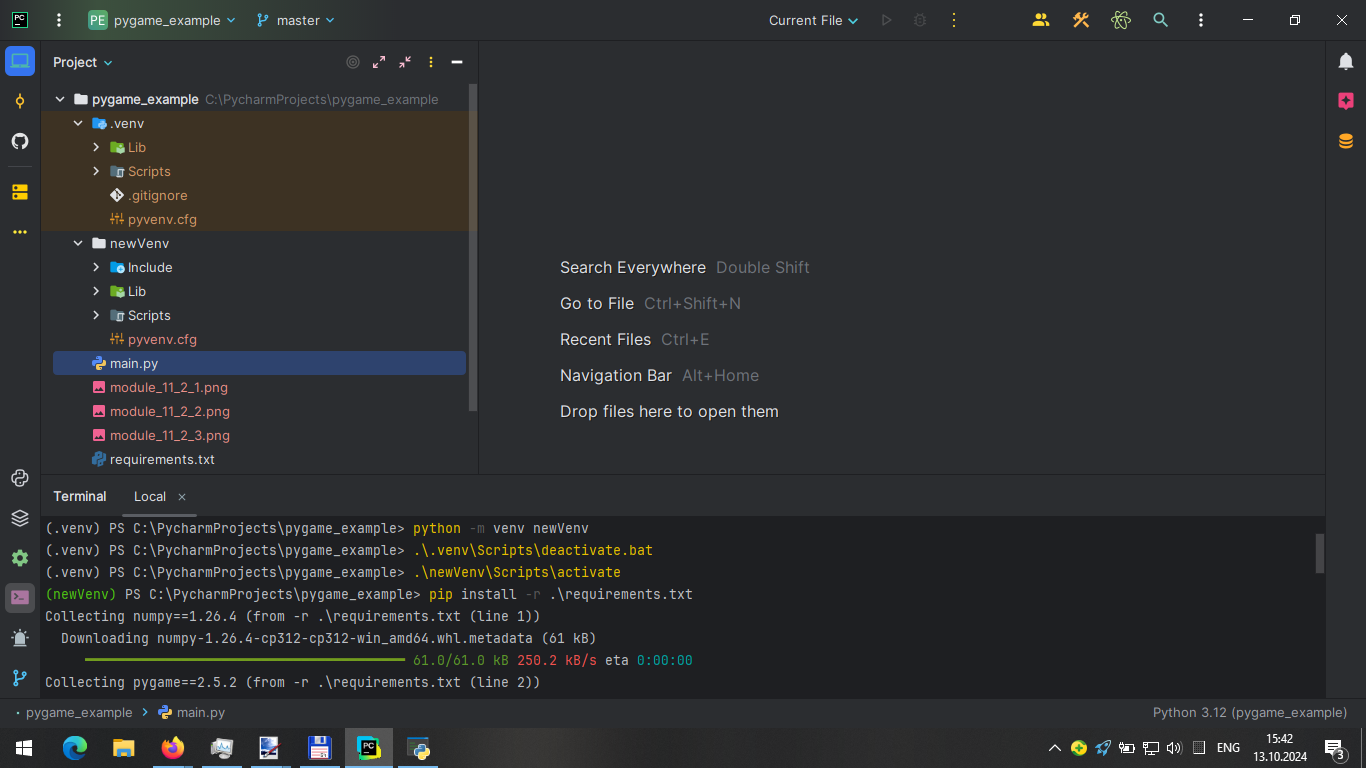 PC PE pygame_example master Current File
Project
pygame_example C:\PycharmProjects\pygame_example
.venv
Lib
Scripts
.gitignore
pyvenv.cfg
newVenv
Include
Lib
Scripts
pyvenv.cfg
main.py
module_11_2_1.png
module_11_2_2.png
module_11_2_3.png
requirements.txt
Search Everywhere Double Shift
Go to File Ctrl+Shift+N
Recent Files Ctrl+E
Navigation Bar Alt+Home
Drop files here to open them
Terminal Local ×
(.venv) PS C:\PycharmProjects\pygame_example> python -m venv newVenv
(.venv) PS C:\PycharmProjects\pygame_example> .\.venv\Scripts\deactivate.bat
(.venv) PS C:\PycharmProjects\pygame_example> .\newVenv\Scripts\activate
(newVenv) PS C:\PycharmProjects\pygame_example> pip install -r .\requirements.txt
Collecting numpy==1.26.4 (from -r .\requirements.txt (line 1))
Downloading numpy-1.26.4-cp312-cp312-win_amd64.whl.metadata (61 kB)
61.0/61.0 kB 250.2 kB/s eta 0:00:00
Collecting pygame==2.5.2 (from -r .\requirements.txt (line 2))
pygame_example > main.py Python 3.12 (pygame_example)
PC ENG 15:42
13.10.2024 3